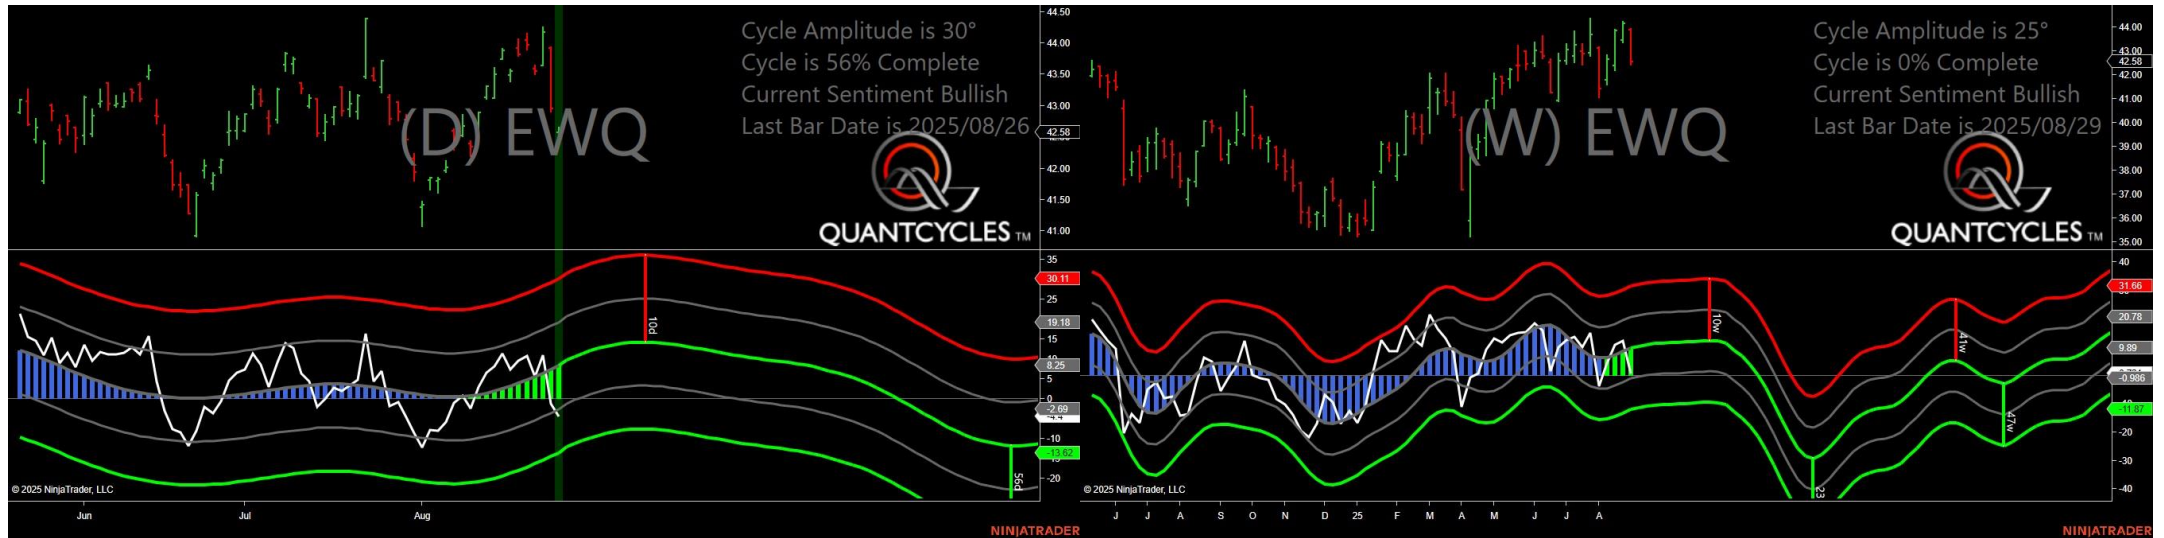 Cycle Amplitude is 30°
Cycle is 56% Complete
Current Sentiment Bullish
Last Bar Date is 2025/08/26
(D) EWQ
QUANTCYCLES TM
44.50
44.00
43.50
43.00
42.58
42.00
41.50
41.00
35
30.11
25
19.18
15
8.25
5
0
-2.69
-10
-13.62
-20
10d
56d
© 2025 NinjaTrader, LLC
Jun Jul Aug
NINJATRADER
Cycle Amplitude is 25°
Cycle is 0% Complete
Current Sentiment Bullish
Last Bar Date is 2025/08/29
(W) EWQ
QUANTCYCLES TM
44.00
43.00
42.58
42.00
41.00
40.00
39.00
38.00
37.00
36.00
35.00
40
31.66
20.78
9.89
-0.986
-11.87
-20
-30
-40
10w
23
41w
47w
© 2025 NinjaTrader, LLC
J J A S O N D 25 F M A M J J A
NINJATRADER